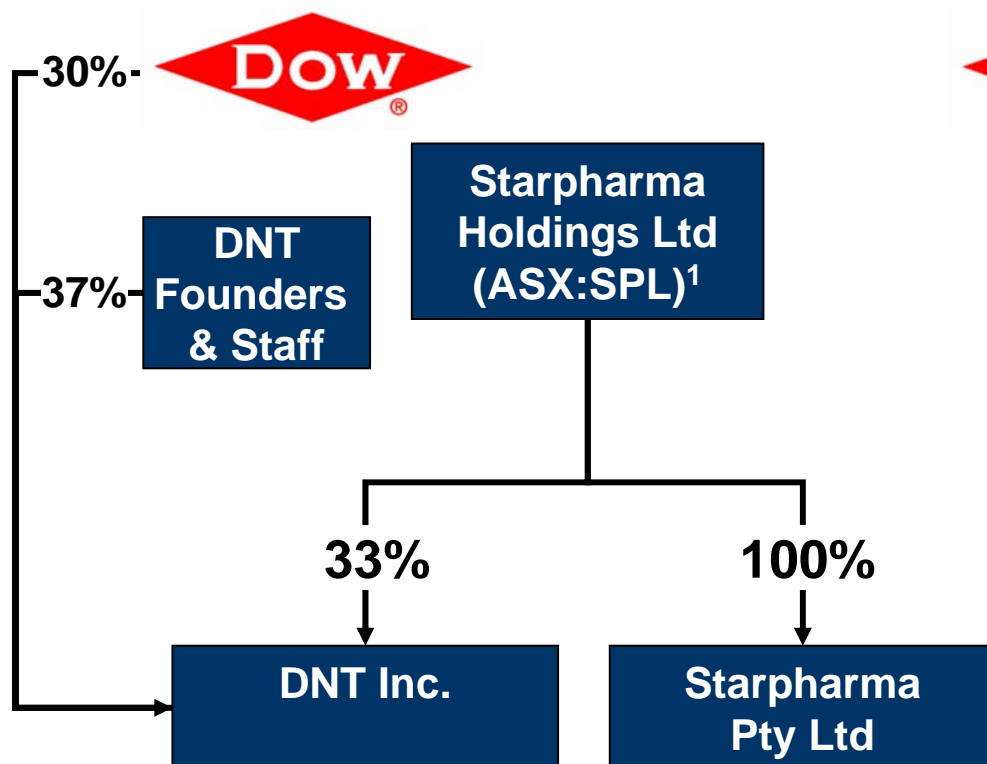 30%
DOW
®
Starpharma
Holdings Ltd
(ASX:SPL)1
DNT
Founders
& Staff
37%
33%
100%
DNT Inc.
Starpharma
Pty Ltd